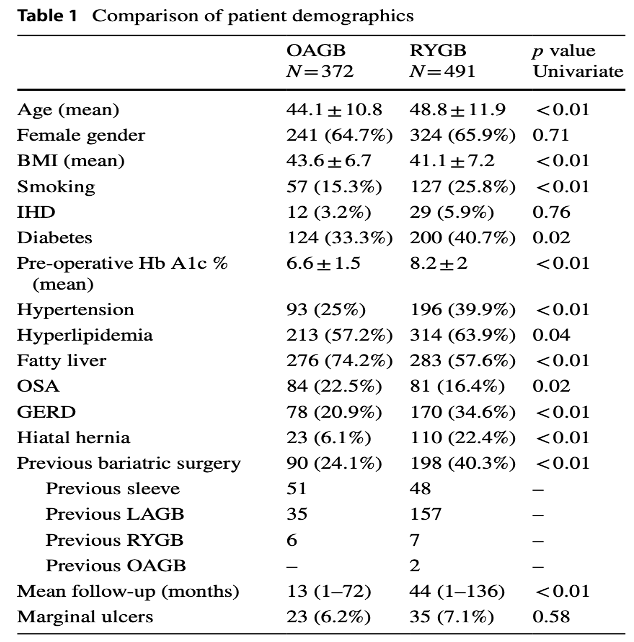 Table 1 Comparison of patient demographics
OAGB RYGB p value
N=372 N=491 Univariate
Age (mean) 44.1±10.8 48.8±11.9 <0.01
Female gender 241 (64.7%) 324 (65.9%) 0.71
BMI (mean) 43.6±6.7 41.1±7.2 <0.01
Smoking 57 (15.3%) 127 (25.8%) <0.01
IHD 12 (3.2%) 29 (5.9%) 0.76
Diabetes 124 (33.3%) 200 (40.7%) 0.02
Pre-operative Hb A1c % 6.6±1.5 8.2±2 <0.01
(mean)
Hypertension 93 (25%) 196 (39.9%) <0.01
Hyperlipidemia 213 (57.2%) 314 (63.9%) 0.04
Fatty liver 276 (74.2%) 283 (57.6%) <0.01
OSA 84 (22.5%) 81 (16.4%) 0.02
GERD 78 (20.9%) 170 (34.6%) <0.01
Hiatal hernia 23 (6.1%) 110 (22.4%) <0.01
Previous bariatric surgery 90 (24.1%) 198 (40.3%) <0.01
Previous sleeve 51 48 –
Previous LAGB 35 157 –
Previous RYGB 6 7 –
Previous OAGB – 2 –
Mean follow-up (months) 13 (1–72) 44 (1–136) <0.01
Marginal ulcers 23 (6.2%) 35 (7.1%) 0.58